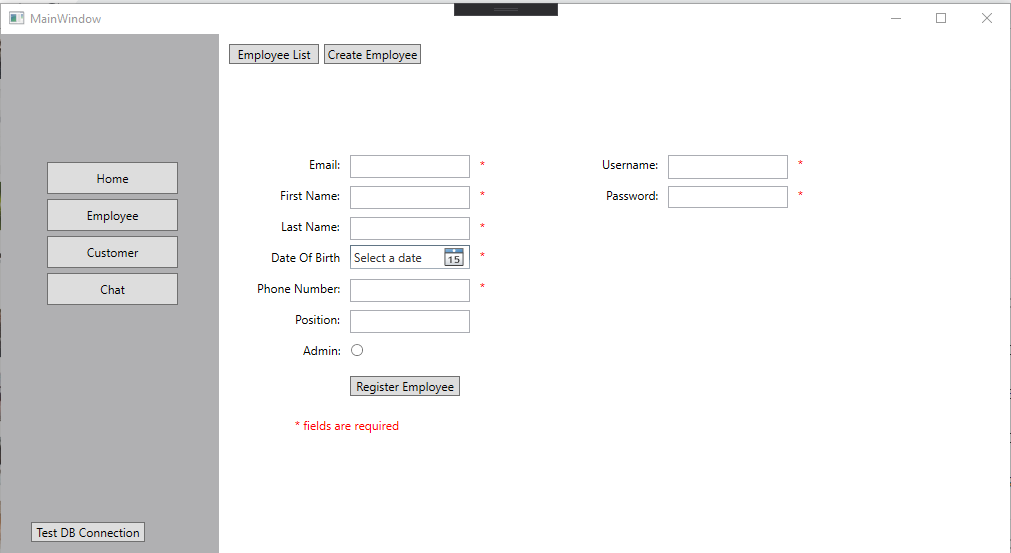 MainWindow
Employee List Create Employee
Email: * Username: *
First Name: * Password: *
Last Name: *
Date Of Birth Select a date 15 *
Phone Number: *
Position:
Admin:
Register Employee
* fields are required
Home
Employee
Customer
Chat
Test DB Connection